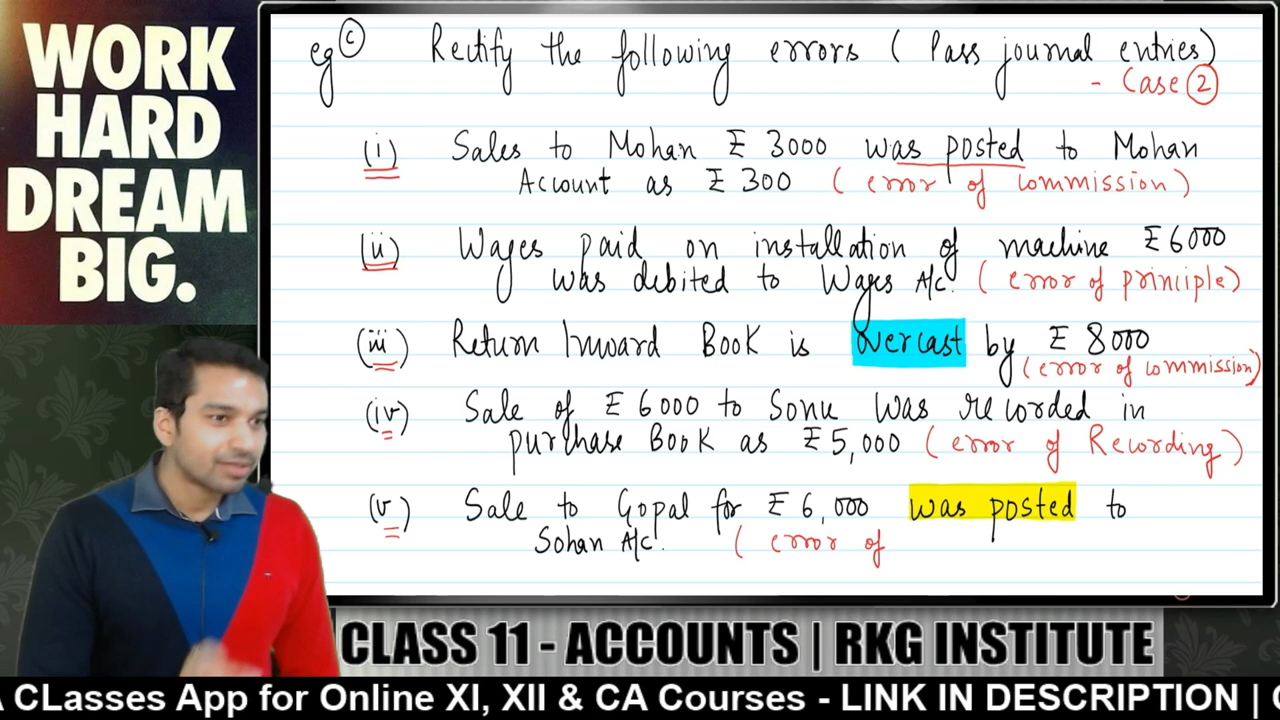 WORK
HARD
DREAM
BIG.
eg (c) Rectify the following errors ( Pass journal entries)
- Case (2)
(i) Sales to Mohan ₹ 3000 was posted to Mohan
Account as ₹ 300 ( error of commission)
(ii) Wages paid on installation of machine ₹ 6000
was debited to Wages A/c. ( error of principle)
(iii) Return Inward Book is overcast by ₹ 8000
(error of commission)
(iv) Sale of ₹ 6000 to Sonu was recorded in
purchase Book as ₹ 5,000 ( error of Recording)
(v) Sale to Gopal for ₹ 6,000 was posted to
Sohan A/c. ( error of
CLASS 11 - ACCOUNTS | RKG INSTITUTE
A CLasses App for Online XI, XII & CA Courses - LINK IN DESCRIPTION |